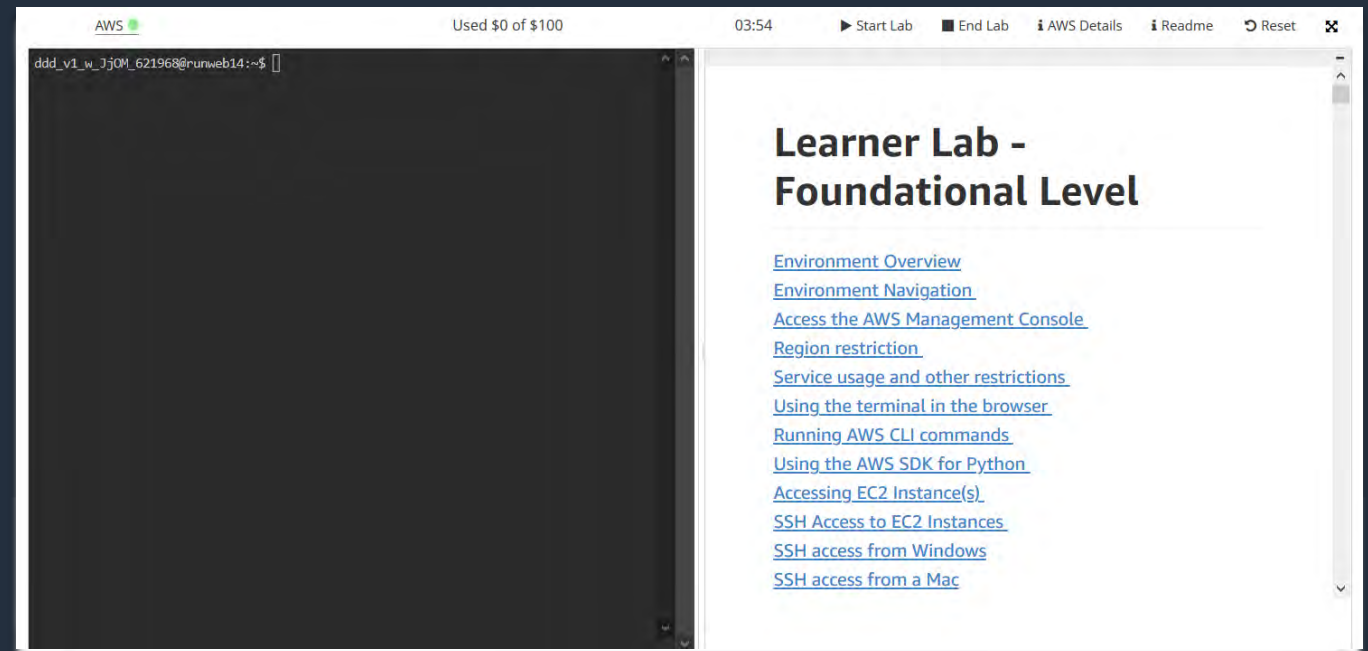 AWS
Used $0 of $100
03:54
Start Lab
End Lab
AWS Details
Readme
Reset
ddd_v1_w_JjOM_621968@runweb14:~$
Learner Lab -
Foundational Level
Environment Overview
Environment Navigation
Access the AWS Management Console
Region restriction
Service usage and other restrictions
Using the terminal in the browser
Running AWS CLI commands
Using the AWS SDK for Python
Accessing EC2 Instance(s)
SSH Access to EC2 Instances
SSH access from Windows
SSH access from a Mac